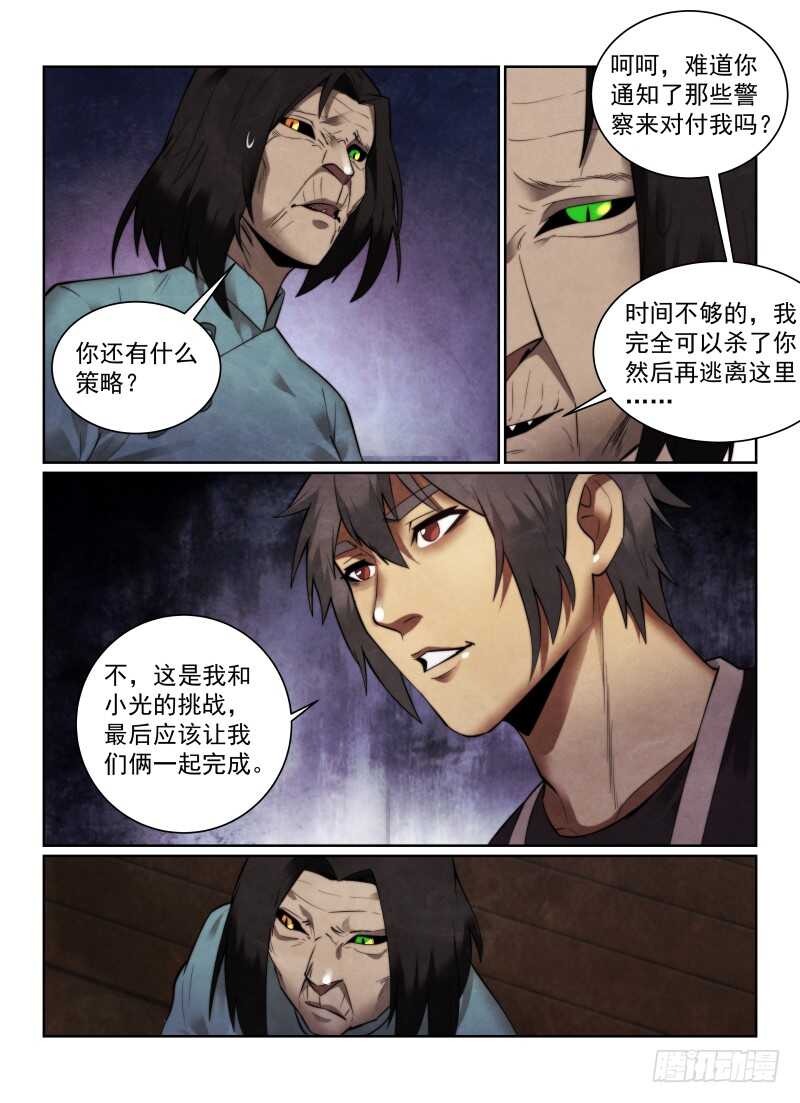 你还有什么
策略？
呵呵，难道你
通知了那些警
察来对付我吗？
时间不够的，我
完全可以杀了你
然后再逃离这里
……
不，这是我和
小光的挑战，
最后应该让我
们俩一起完成。
腾讯动漫